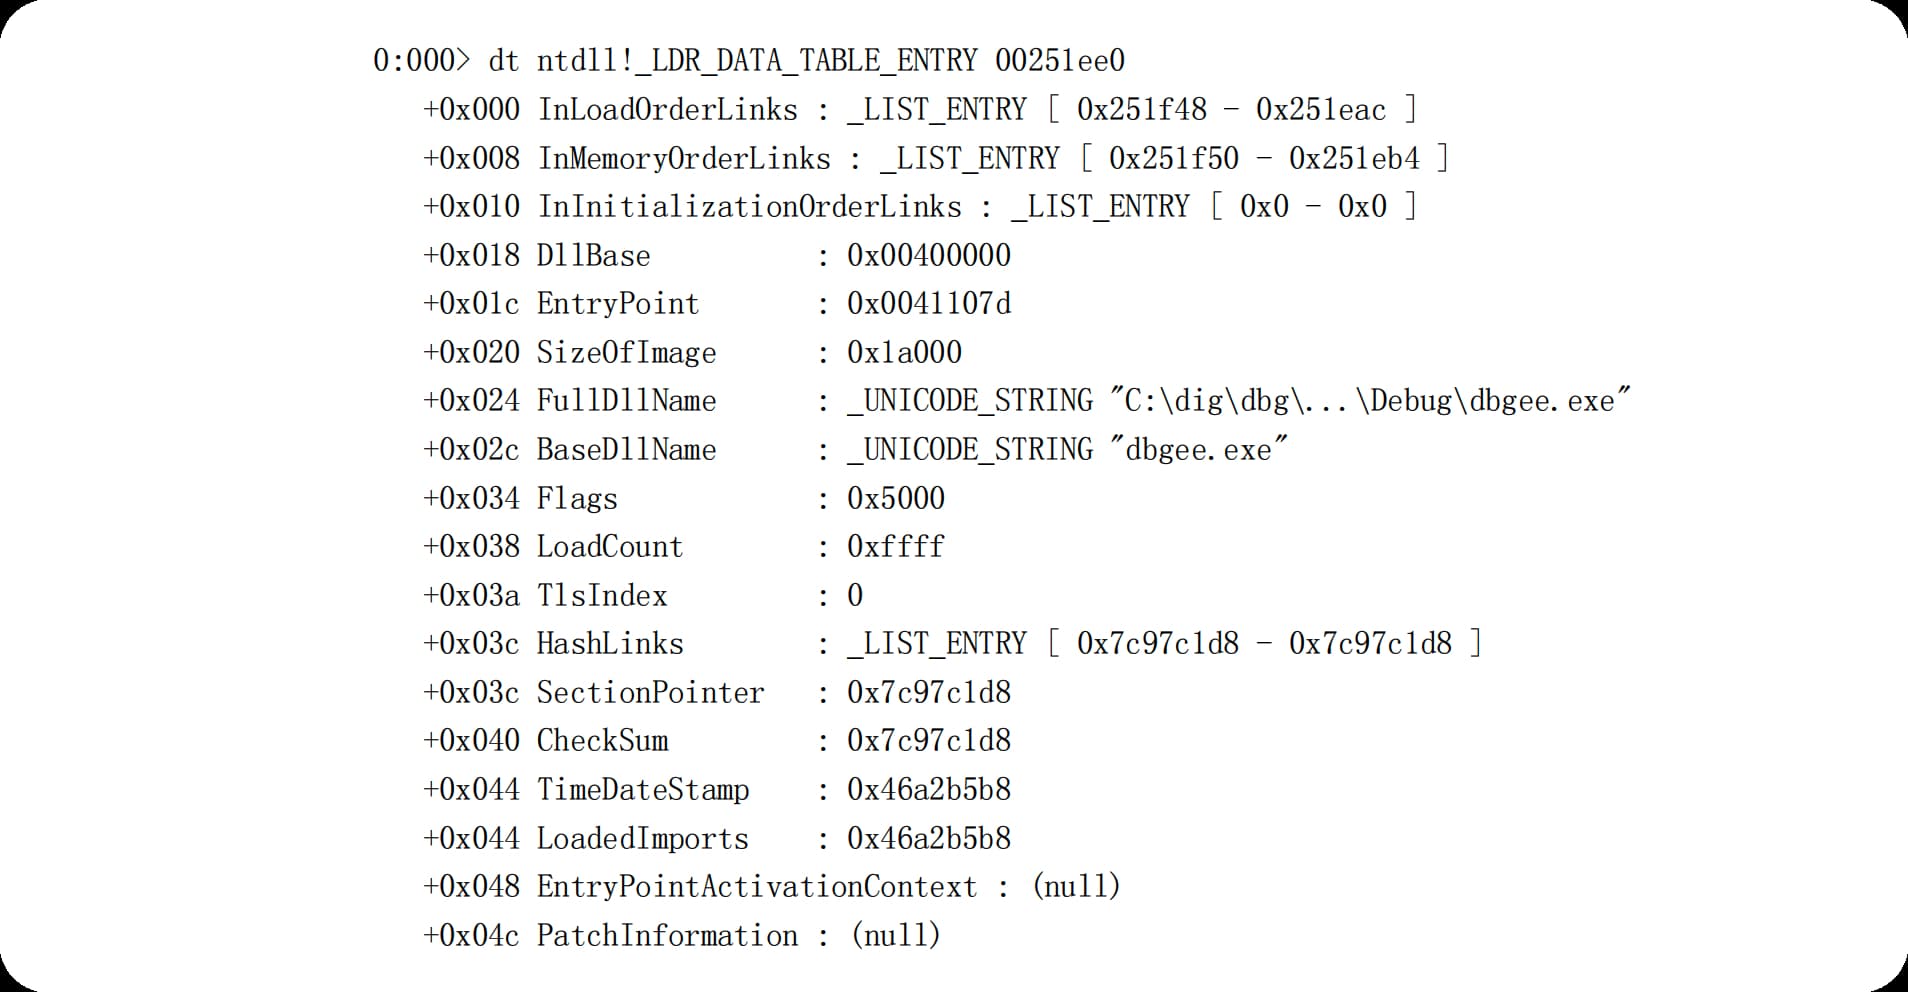 0:000> dt ntdll!_LDR_DATA_TABLE_ENTRY 00251ee0
+0x000 InLoadOrderLinks : _LIST_ENTRY [ 0x251f48 - 0x251eac ]
+0x008 InMemoryOrderLinks : _LIST_ENTRY [ 0x251f50 - 0x251eb4 ]
+0x010 InInitializationOrderLinks : _LIST_ENTRY [ 0x0 - 0x0 ]
+0x018 DllBase : 0x00400000
+0x01c EntryPoint : 0x0041107d
+0x020 SizeOfImage : 0x1a000
+0x024 FullDllName : _UNICODE_STRING "C:\dig\dbg\...\Debug\dbgee.exe"
+0x02c BaseDllName : _UNICODE_STRING "dbgee.exe"
+0x034 Flags : 0x5000
+0x038 LoadCount : 0xffff
+0x03a TlsIndex : 0
+0x03c HashLinks : _LIST_ENTRY [ 0x7c97c1d8 - 0x7c97c1d8 ]
+0x03c SectionPointer : 0x7c97c1d8
+0x040 CheckSum : 0x7c97c1d8
+0x044 TimeDateStamp : 0x46a2b5b8
+0x044 LoadedImports : 0x46a2b5b8
+0x048 EntryPointActivationContext : (null)
+0x04c PatchInformation : (null)